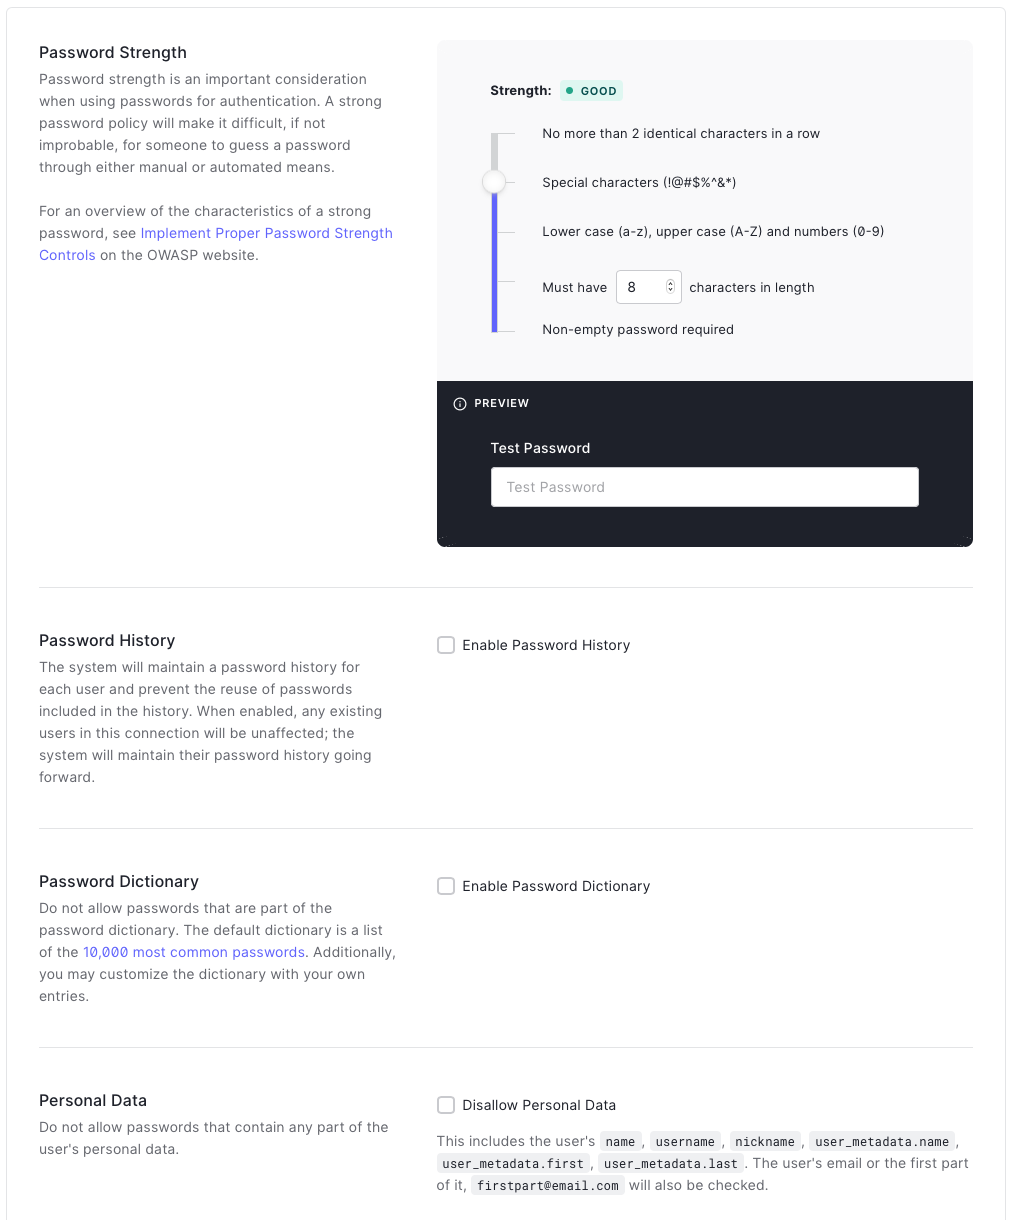 Password Strength
Password strength is an important consideration
when using passwords for authentication. A strong
password policy will make it difficult, if not
improbable, for someone to guess a password
through either manual or automated means.
For an overview of the characteristics of a strong
password, see Implement Proper Password Strength
Controls on the OWASP website.
Strength: GOOD
No more than 2 identical characters in a row
Special characters (!@#$%^&*)
Lower case (a-z), upper case (A-Z) and numbers (0-9)
Must have 8 characters in length
Non-empty password required
PREVIEW
Test Password
Test Password
Password History
The system will maintain a password history for
each user and prevent the reuse of passwords
included in the history. When enabled, any existing
users in this connection will be unaffected; the
system will maintain their password history going
forward.
Enable Password History
Password Dictionary
Do not allow passwords that are part of the
password dictionary. The default dictionary is a list
of the 10,000 most common passwords. Additionally,
you may customize the dictionary with your own
entries.
Enable Password Dictionary
Personal Data
Do not allow passwords that contain any part of the
user's personal data.
Disallow Personal Data
This includes the user's name, username, nickname, user_metadata.name,
user_metadata.first, user_metadata.last. The user's email or the first part
of it, firstpart@email.com will also be checked.